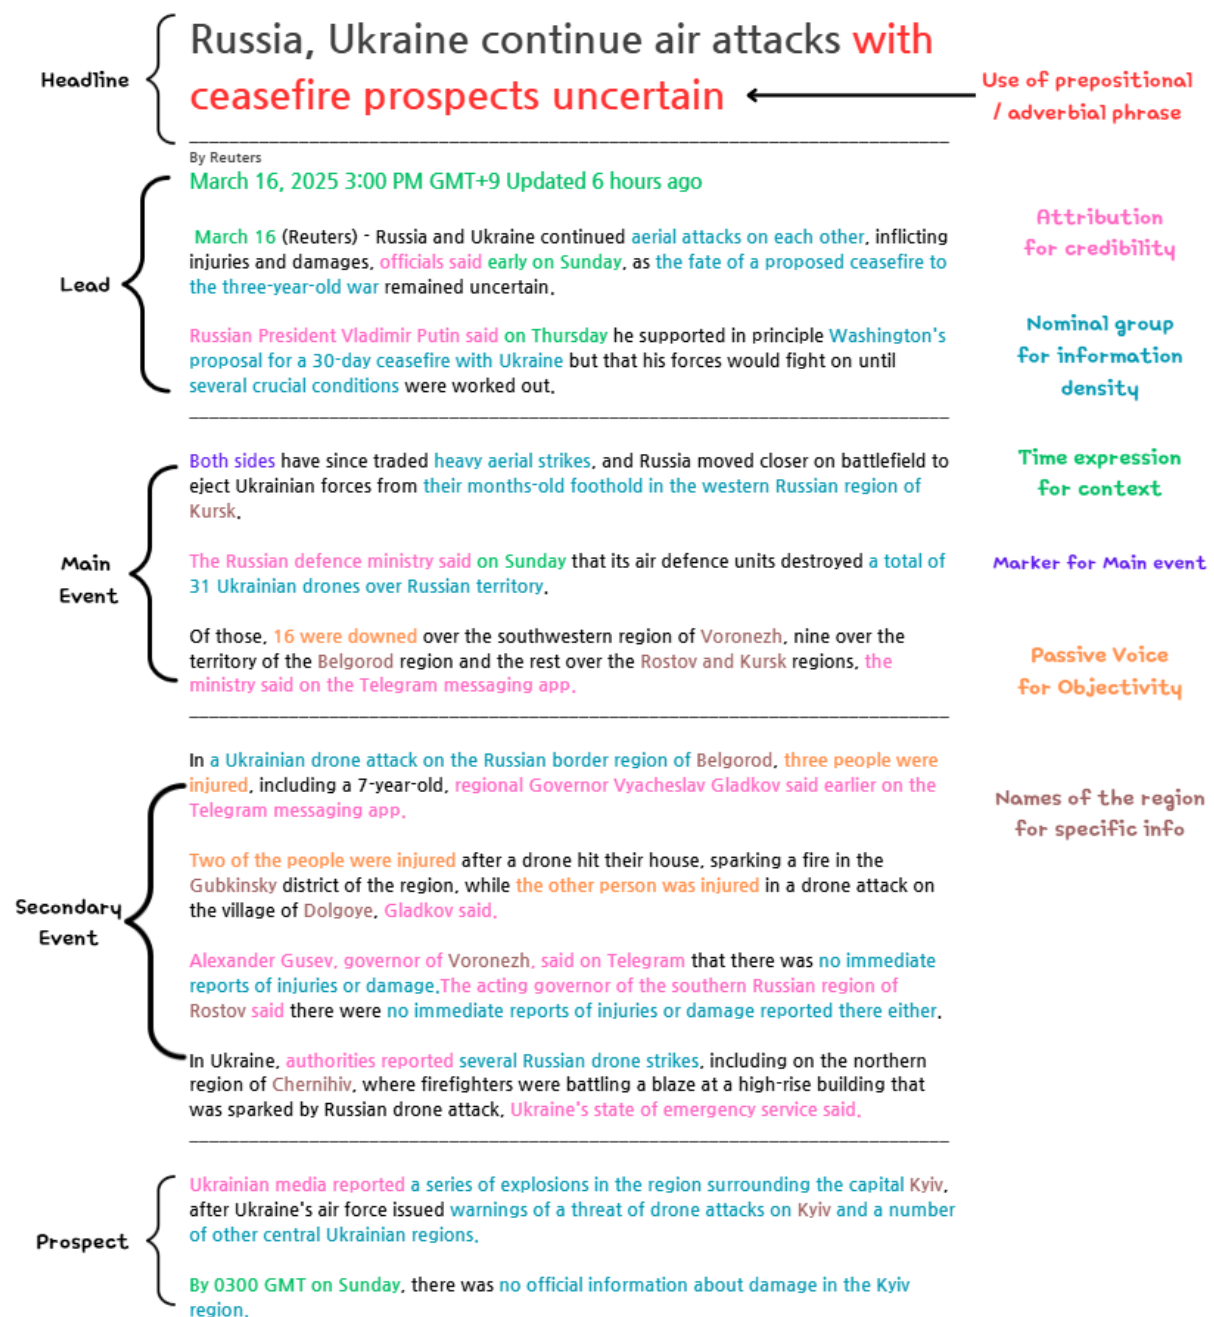 Headline
Russia, Ukraine continue air attacks with
ceasefire prospects uncertain
Use of prepositional
/ adverbial phrase
By Reuters
March 16, 2025 3:00 PM GMT+9 Updated 6 hours ago
Lead
March 16 (Reuters) - Russia and Ukraine continued aerial attacks on each other, inflicting
injuries and damages, officials said early on Sunday, as the fate of a proposed ceasefire to
the three-year-old war remained uncertain.
Russian President Vladimir Putin said on Thursday he supported in principle Washington's
proposal for a 30-day ceasefire with Ukraine but that his forces would fight on until
several crucial conditions were worked out.
Attribution
for credibility
Nominal group
for information
density
Main
Event
Both sides have since traded heavy aerial strikes, and Russia moved closer on battlefield to
eject Ukrainian forces from their months-old foothold in the western Russian region of
Kursk.
The Russian defence ministry said on Sunday that its air defence units destroyed a total of
31 Ukrainian drones over Russian territory.
Of those, 16 were downed over the southwestern region of Voronezh, nine over the
territory of the Belgorod region and the rest over the Rostov and Kursk regions, the
ministry said on the Telegram messaging app.
Time expression
for context
Marker for Main event
Passive Voice
for Objectivity
Secondary
Event
In a Ukrainian drone attack on the Russian border region of Belgorod, three people were
injured, including a 7-year-old, regional Governor Vyacheslav Gladkov said earlier on the
Telegram messaging app.
Two of the people were injured after a drone hit their house, sparking a fire in the
Gubkinsky district of the region, while the other person was injured in a drone attack on
the village of Dolgoye, Gladkov said.
Alexander Gusev, governor of Voronezh, said on Telegram that there was no immediate
reports of injuries or damage.The acting governor of the southern Russian region of
Rostov said there were no immediate reports of injuries or damage reported there either.
In Ukraine, authorities reported several Russian drone strikes, including on the northern
region of Chernihiv, where firefighters were battling a blaze at a high-rise building that
was sparked by Russian drone attack, Ukraine's state of emergency service said.
Names of the region
for specific info
Prospect
Ukrainian media reported a series of explosions in the region surrounding the capital Kyiv,
after Ukraine's air force issued warnings of a threat of drone attacks on Kyiv and a number
of other central Ukrainian regions.
By 0300 GMT on Sunday, there was no official information about damage in the Kyiv
region.